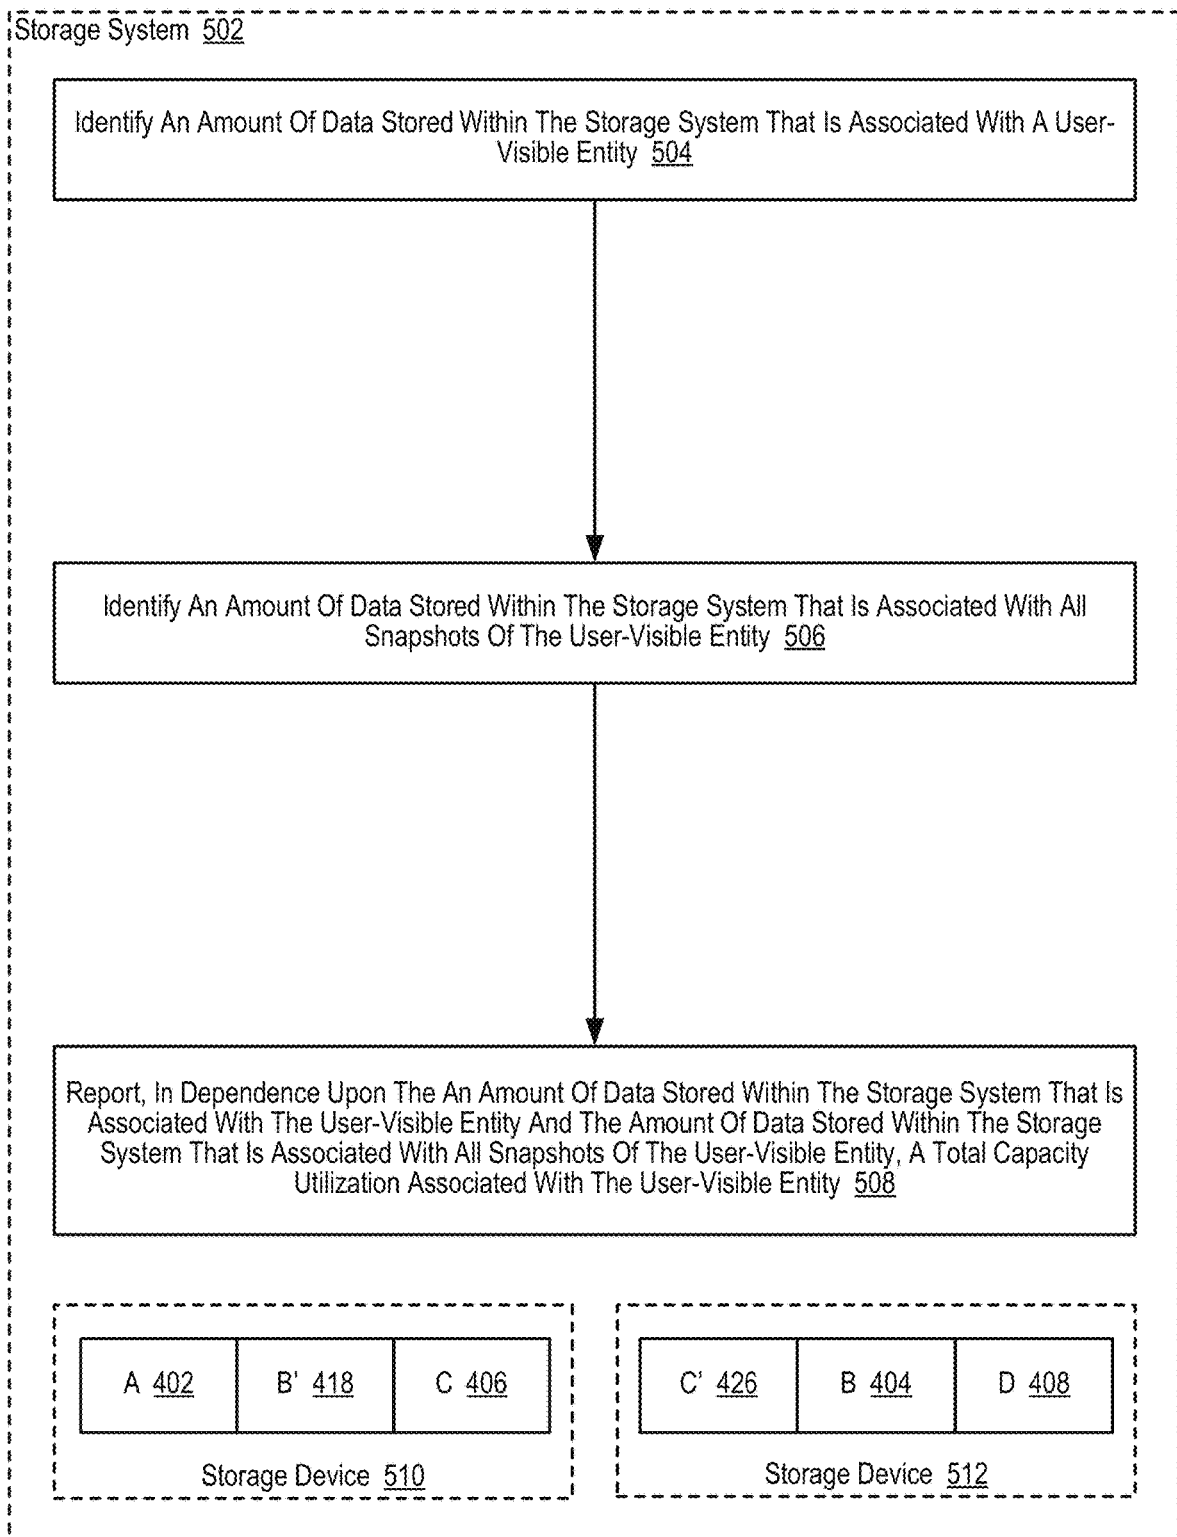 Storage System 502
Identify An Amount Of Data Stored Within The Storage System That Is Associated With A User-
Visible Entity 504
Identify An Amount Of Data Stored Within The Storage System That Is Associated With All
Snapshots Of The User-Visible Entity 506
Report, In Dependence Upon The An Amount Of Data Stored Within The Storage System That Is
Associated With The User-Visible Entity And The Amount Of Data Stored Within The Storage
System That Is Associated With All Snapshots Of The User-Visible Entity, A Total Capacity
Utilization Associated With The User-Visible Entity 508
A 402 B' 418 C 406
Storage Device 510
C' 426 B 404 D 408
Storage Device 512